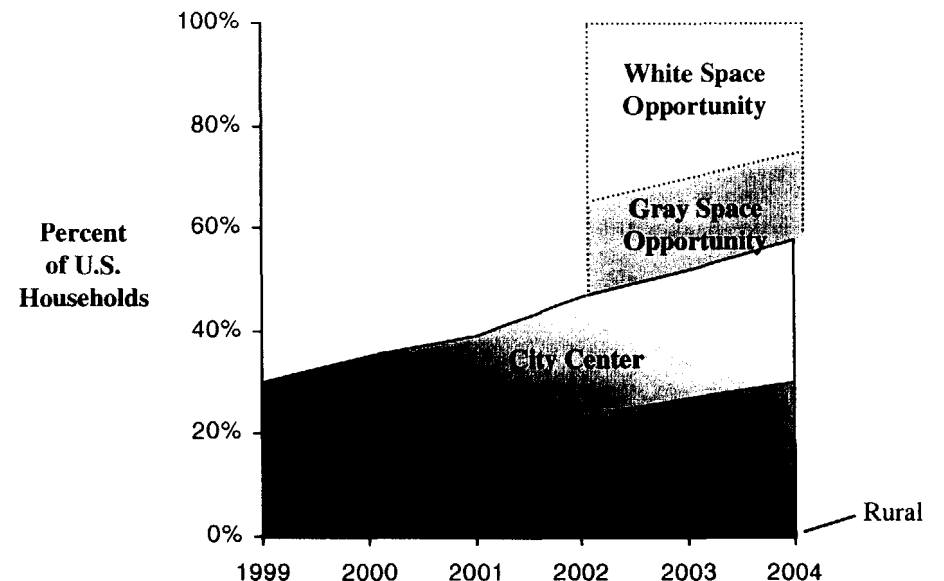 100%
80%
60%
40%
20%
0%
Percent
of U.S.
Households
White Space
Opportunity
Gray Space
Opportunity
City Center
Rural
1999 2000 2001 2002 2003 2004